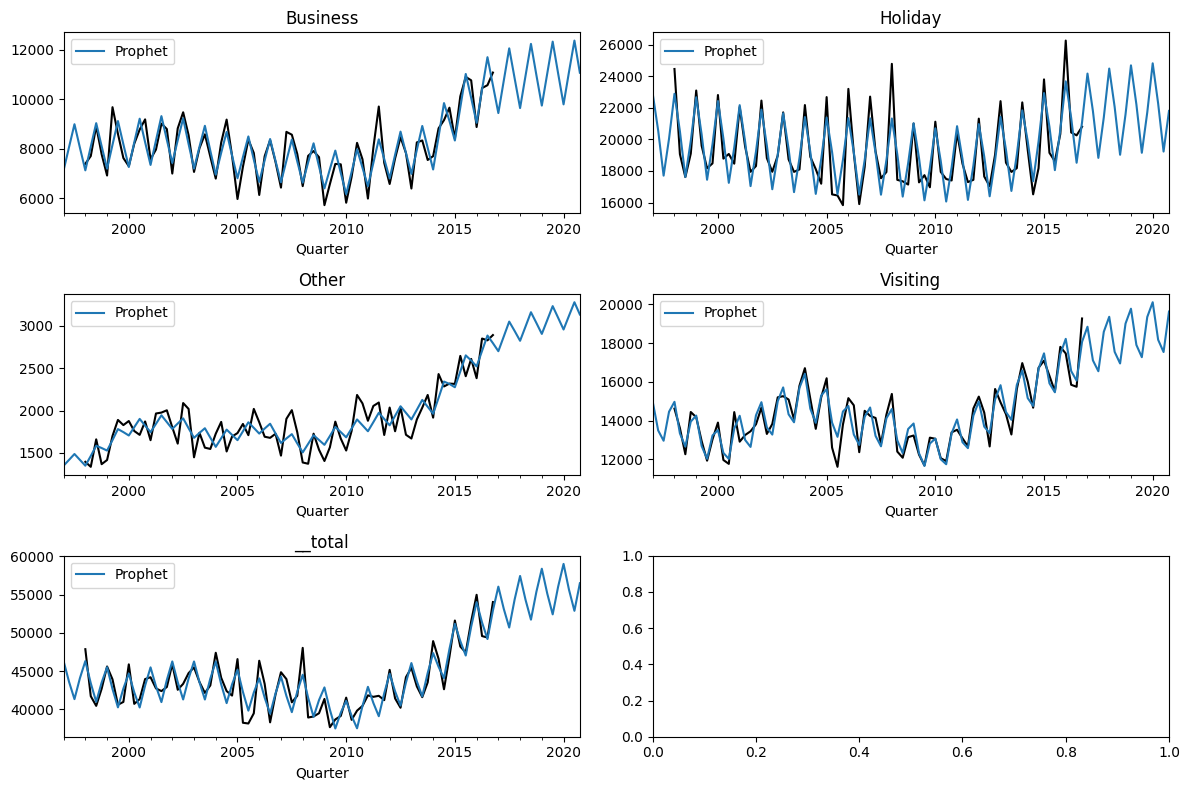 Business
Prophet
12000
10000
8000
6000
2000 2005 2010 2015 2020
Quarter
Holiday
Prophet
26000
24000
22000
20000
18000
16000
2000 2005 2010 2015 2020
Quarter
Other
Prophet
3000
2500
2000
1500
2000 2005 2010 2015 2020
Quarter
Visiting
Prophet
20000
18000
16000
14000
12000
2000 2005 2010 2015 2020
Quarter
__total
Prophet
60000
55000
50000
45000
40000
2000 2005 2010 2015 2020
Quarter
1.0
0.8
0.6
0.4
0.2
0.0
0.0 0.2 0.4 0.6 0.8 1.0